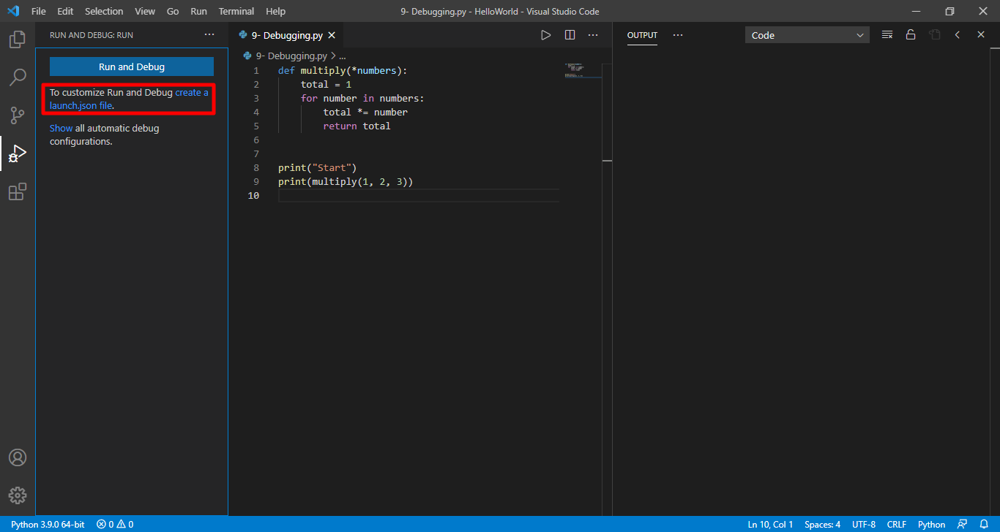 File Edit Selection View Go Run Terminal Help 9- Debugging.py - HelloWorld - Visual Studio Code
RUN AND DEBUG: RUN ···
Run and Debug
To customize Run and Debug create a
launch.json file.
Show all automatic debug
configurations.
9- Debugging.py
9- Debugging.py > ...
1 def multiply(*numbers):
2     total = 1
3     for number in numbers:
4         total *= number
5         return total
6
7
8 print("Start")
9 print(multiply(1, 2, 3))
10
OUTPUT ··· Code
Python 3.9.0 64-bit 0 0 Ln 10, Col 1 Spaces: 4 UTF-8 CRLF Python